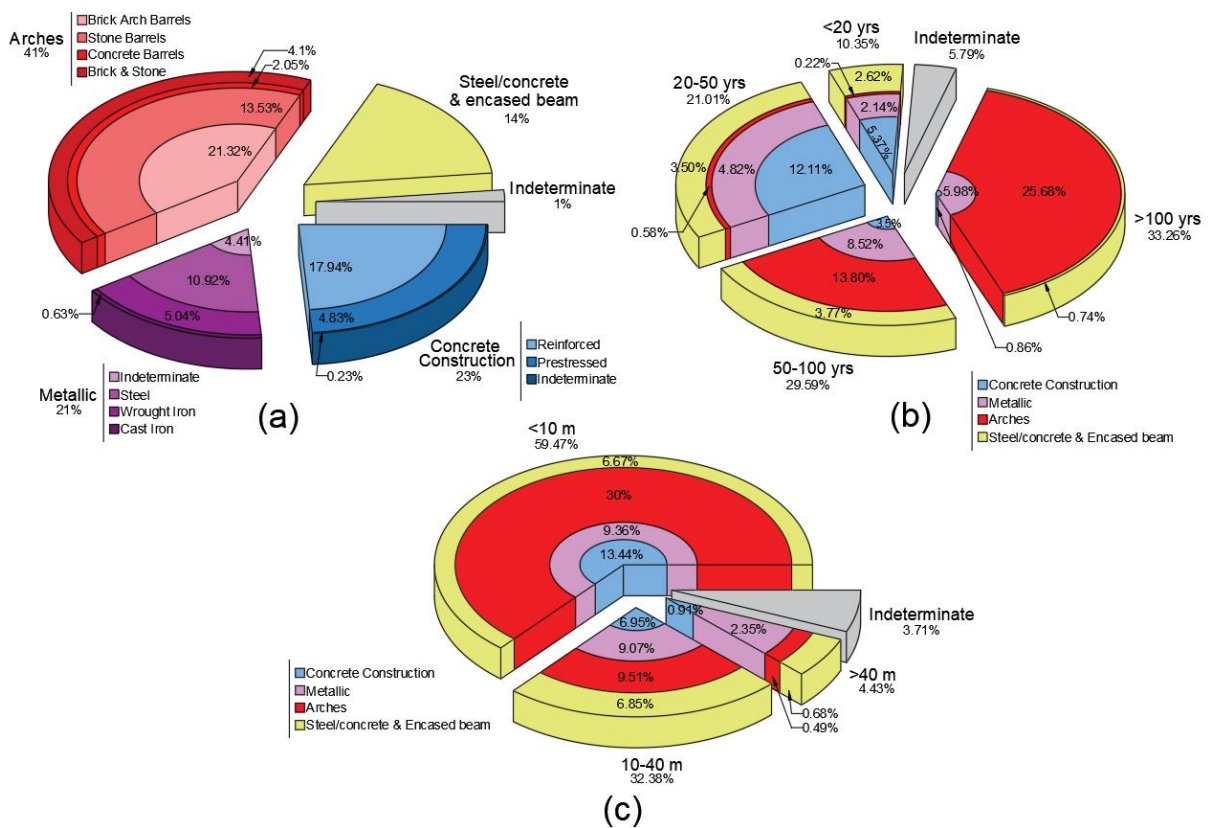 Arches
41%
Brick Arch Barrels
Stone Barrels
Concrete Barrels
Brick & Stone
4.1%
2.05%
13.53%
21.32%
Steel/concrete
& encased beam
14%
Indeterminate
1%
4.41%
10.92%
5.04%
0.63%
17.94%
4.83%
0.23%
Concrete
Construction
23%
Reinforced
Prestressed
Indeterminate
Metallic
21%
Indeterminate
Steel
Wrought Iron
Cast Iron
(a)
<20 yrs
10.35%
Indeterminate
5.79%
0.22%
2.62%
2.14%
5.37%
20-50 yrs
21.01%
3.50%
4.82%
12.11%
0.58%
5.98%
25.68%
>100 yrs
33.26%
0.74%
0.86%
3.5%
8.52%
13.80%
3.77%
50-100 yrs
29.59%
Concrete Construction
Metallic
Arches
Steel/concrete & Encased beam
(b)
<10 m
59.47%
6.67%
30%
9.36%
13.44%
Indeterminate
3.71%
0.91%
2.35%
>40 m
4.43%
0.68%
0.49%
6.95%
9.07%
9.51%
6.85%
10-40 m
32.38%
Concrete Construction
Metallic
Arches
Steel/concrete & Encased beam
(c)